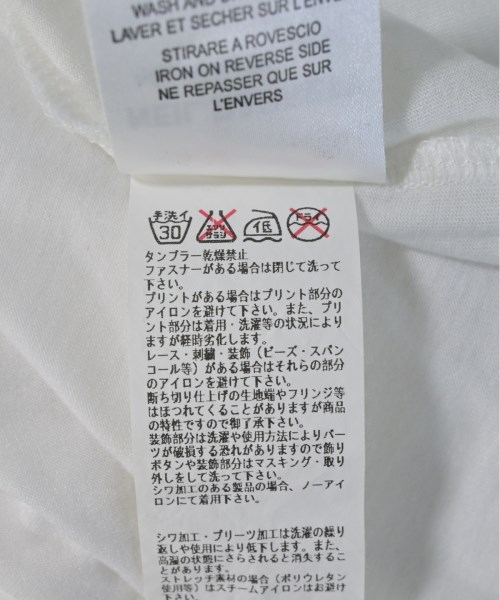 WASH AND
LAVER ET SECHER SUR L'ENVERS
STIRARE A ROVESCIO
IRON ON REVERSE SIDE
NE REPASSER QUE SUR
L'ENVERS
手洗イ 30 エンソサラシ 低 ドライ
タンブラー乾燥禁止
ファスナーがある場合は閉じて洗って
下さい。
プリントがある場合はプリント部分の
アイロンを避けて下さい。また、プリ
ント部分は着用・洗濯等の状況により
ますが経時劣化します。
レース・刺繍・装飾（ビーズ・スパン
コール等）がある場合はそれらの部分
のアイロンを避けて下さい。
断ち切り仕上げの生地端やフリンジ等
はほつれてくることがありますが商品
の特性ですので御了承下さい。
装飾部分は洗濯や使用方法によりパー
ツが破損する恐れがありますので飾り
ボタンや装飾部分はマスキング・取り
外しをして洗って下さい。
シワ加工のある製品の場合、ノーアイ
ロンにて着用下さい。
シワ加工・プリーツ加工は洗濯の繰り
返しや使用により低下します。また、
高湿の状態にさらされると消失するこ
とがあります。
ストレッチ素材の場合（ポリウレタン
使用）はスチームアイロンはお避け